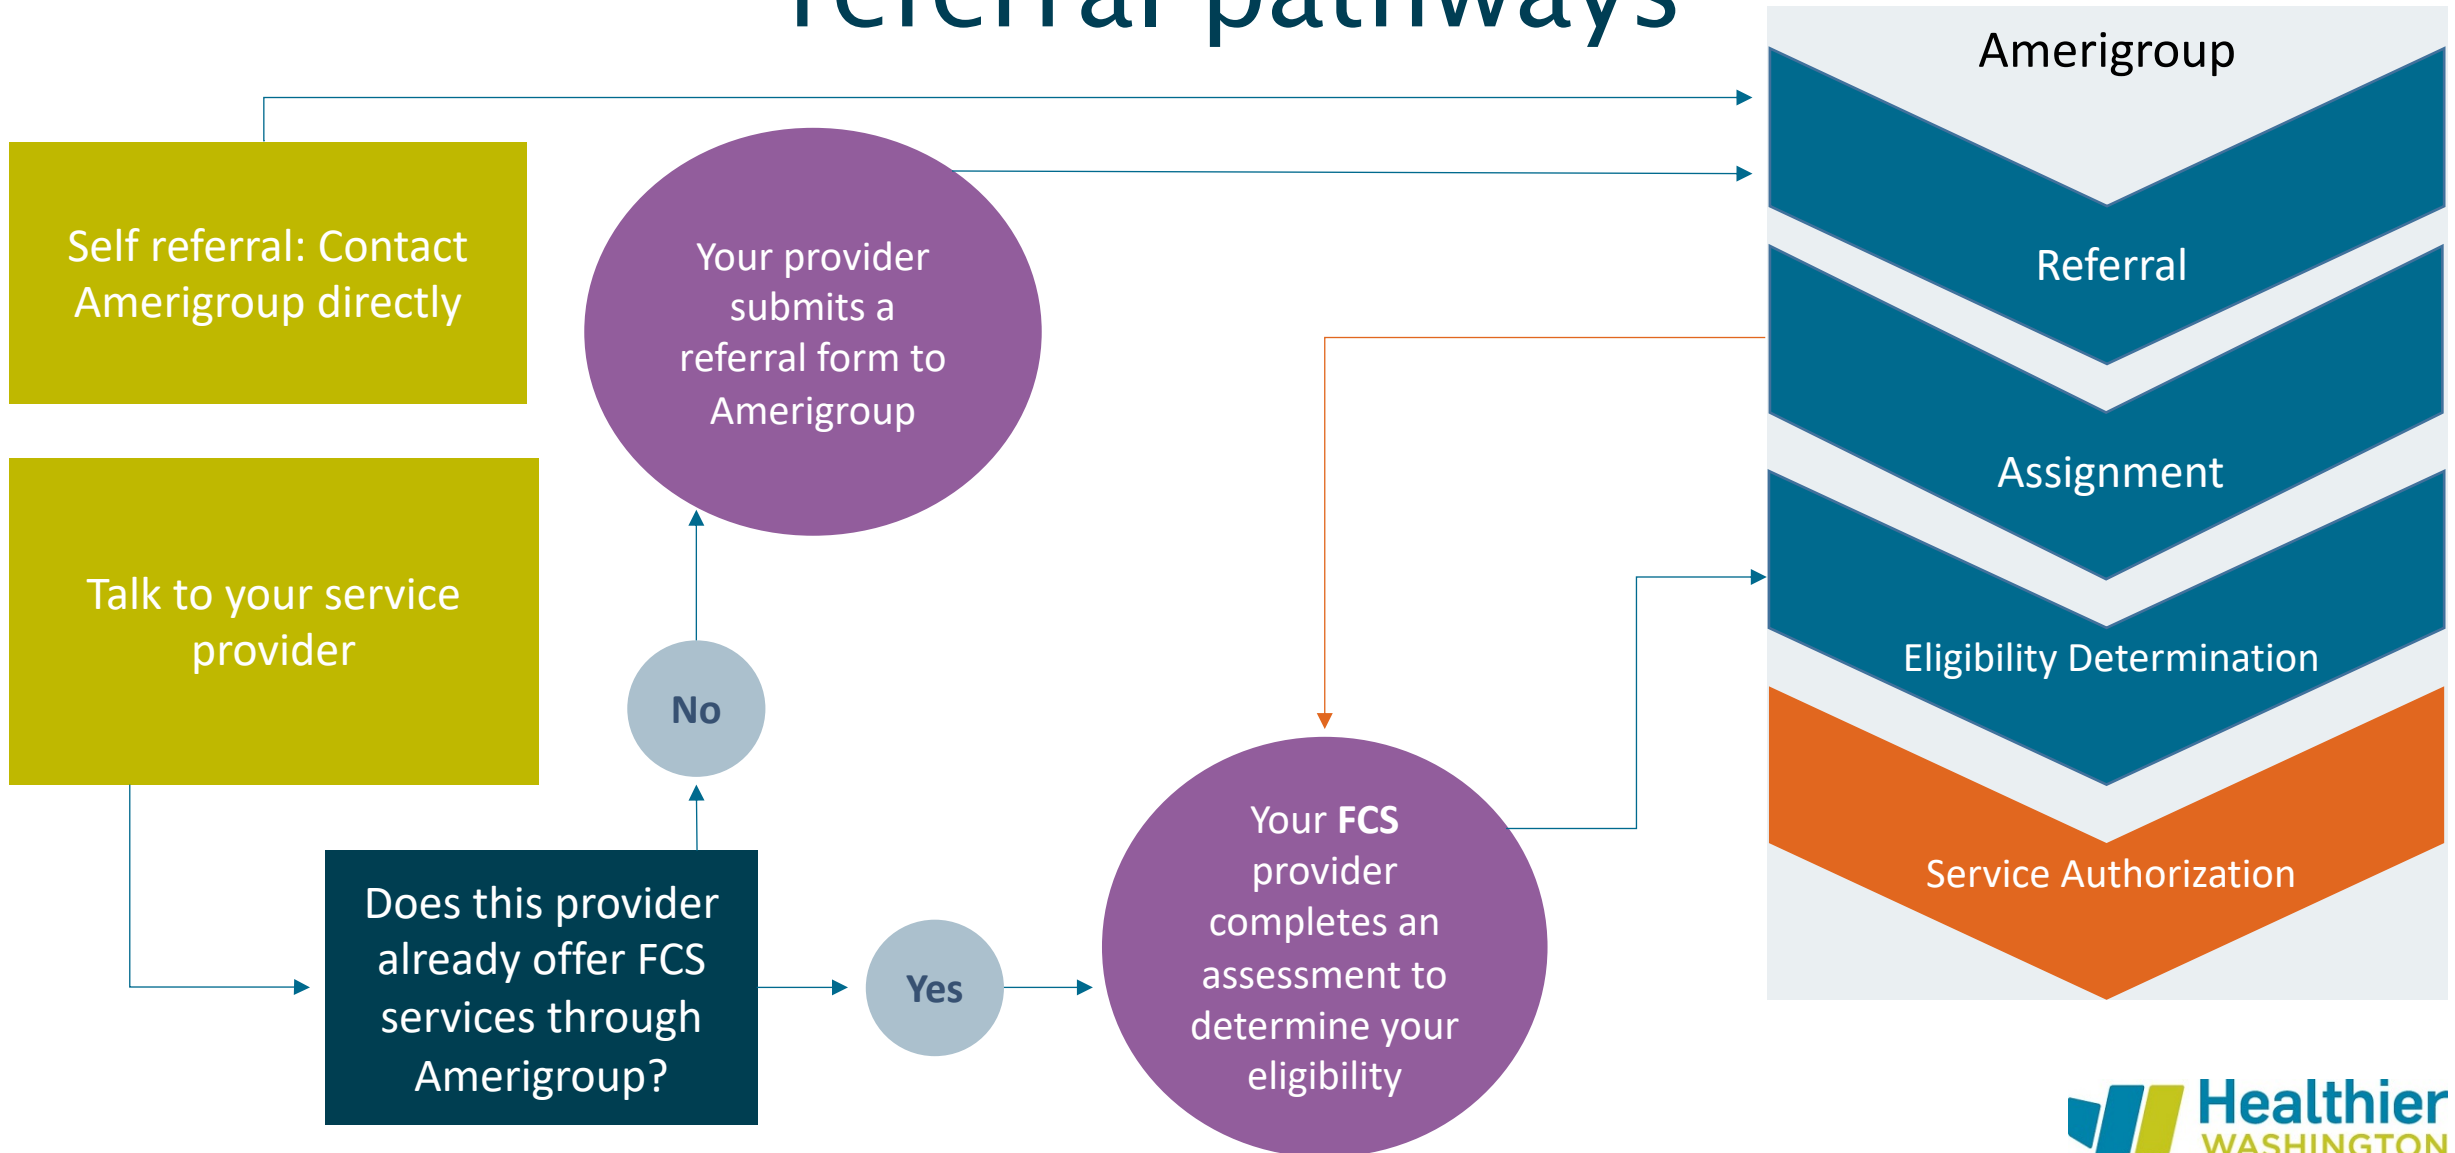 referral pathways
Amerigroup
Self referral: Contact
Amerigroup directly
Your provider
submits a
referral form to
Amerigroup
Referral
Assignment
Talk to your service
provider
Eligibility Determination
No
Your FCS
provider
completes an
assessment to
determine your
eligibility
Service Authorization
Does this provider
already offer FCS
services through
Amerigroup?
Yes
Healthier
WASHINGTON